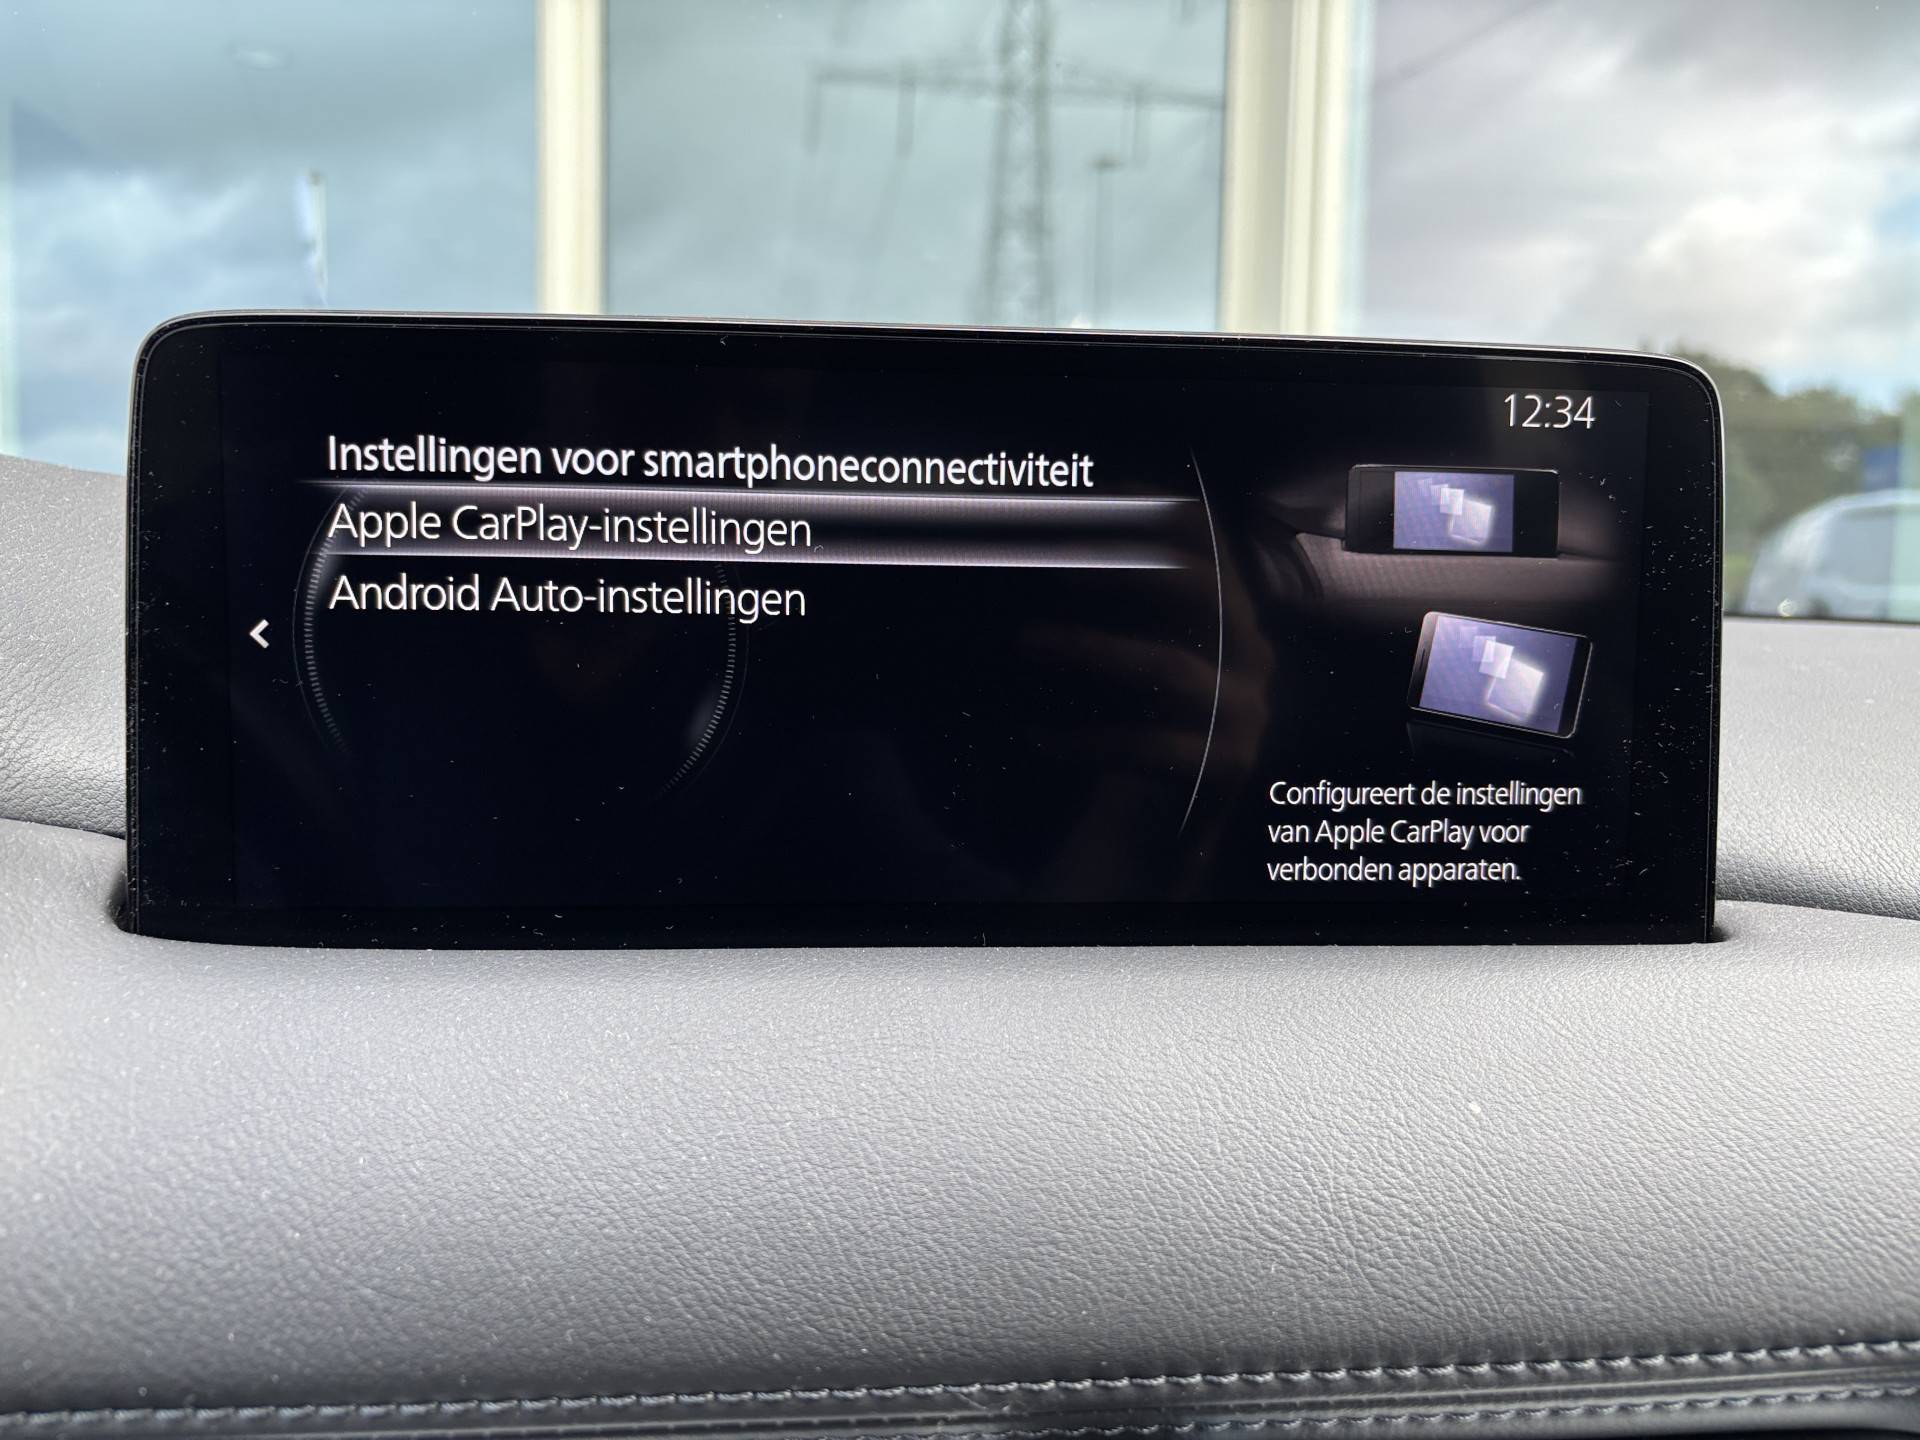 12:34
Instellingen voor smartphoneconnectiviteit
Apple CarPlay-instellingen
Android Auto-instellingen
Configureert de instellingen
van Apple CarPlay voor
verbonden apparaten.